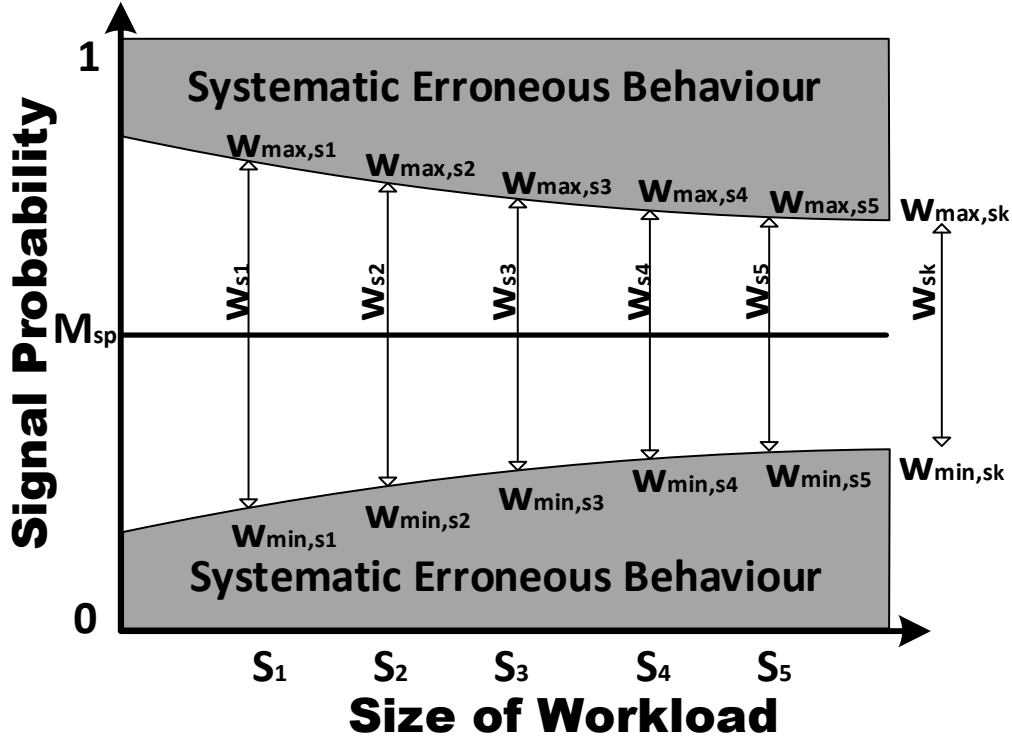 1
Systematic Erroneous Behaviour
Wmax,s1
Wmax,s2
Wmax,s3
Wmax,s4
Wmax,s5
Wmax,sk
Ws1
Ws2
Ws3
Ws4
Ws5
Wsk
Msp
Signal Probability
Wmin,s1
Wmin,s2
Wmin,s3
Wmin,s4
Wmin,s5
Wmin,sk
Systematic Erroneous Behaviour
0
S1
S2
S3
S4
S5
Size of Workload